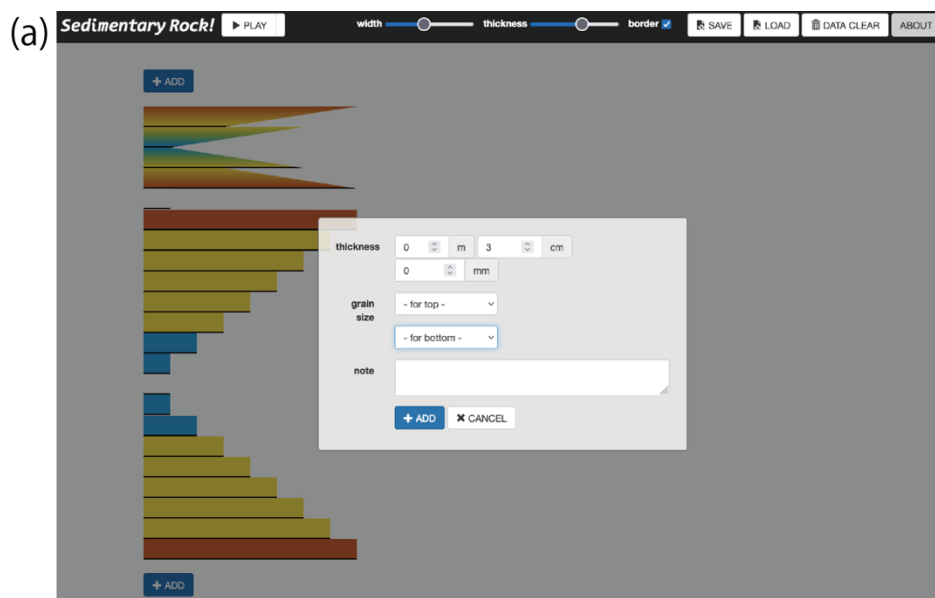 (a)
Sedimentary Rock! PLAY width thickness border SAVE LOAD DATA CLEAR ABOUT
+ ADD
thickness 0 m 3 cm
0 mm
grain size - for top -
- for bottom -
note
+ ADD × CANCEL
+ ADD